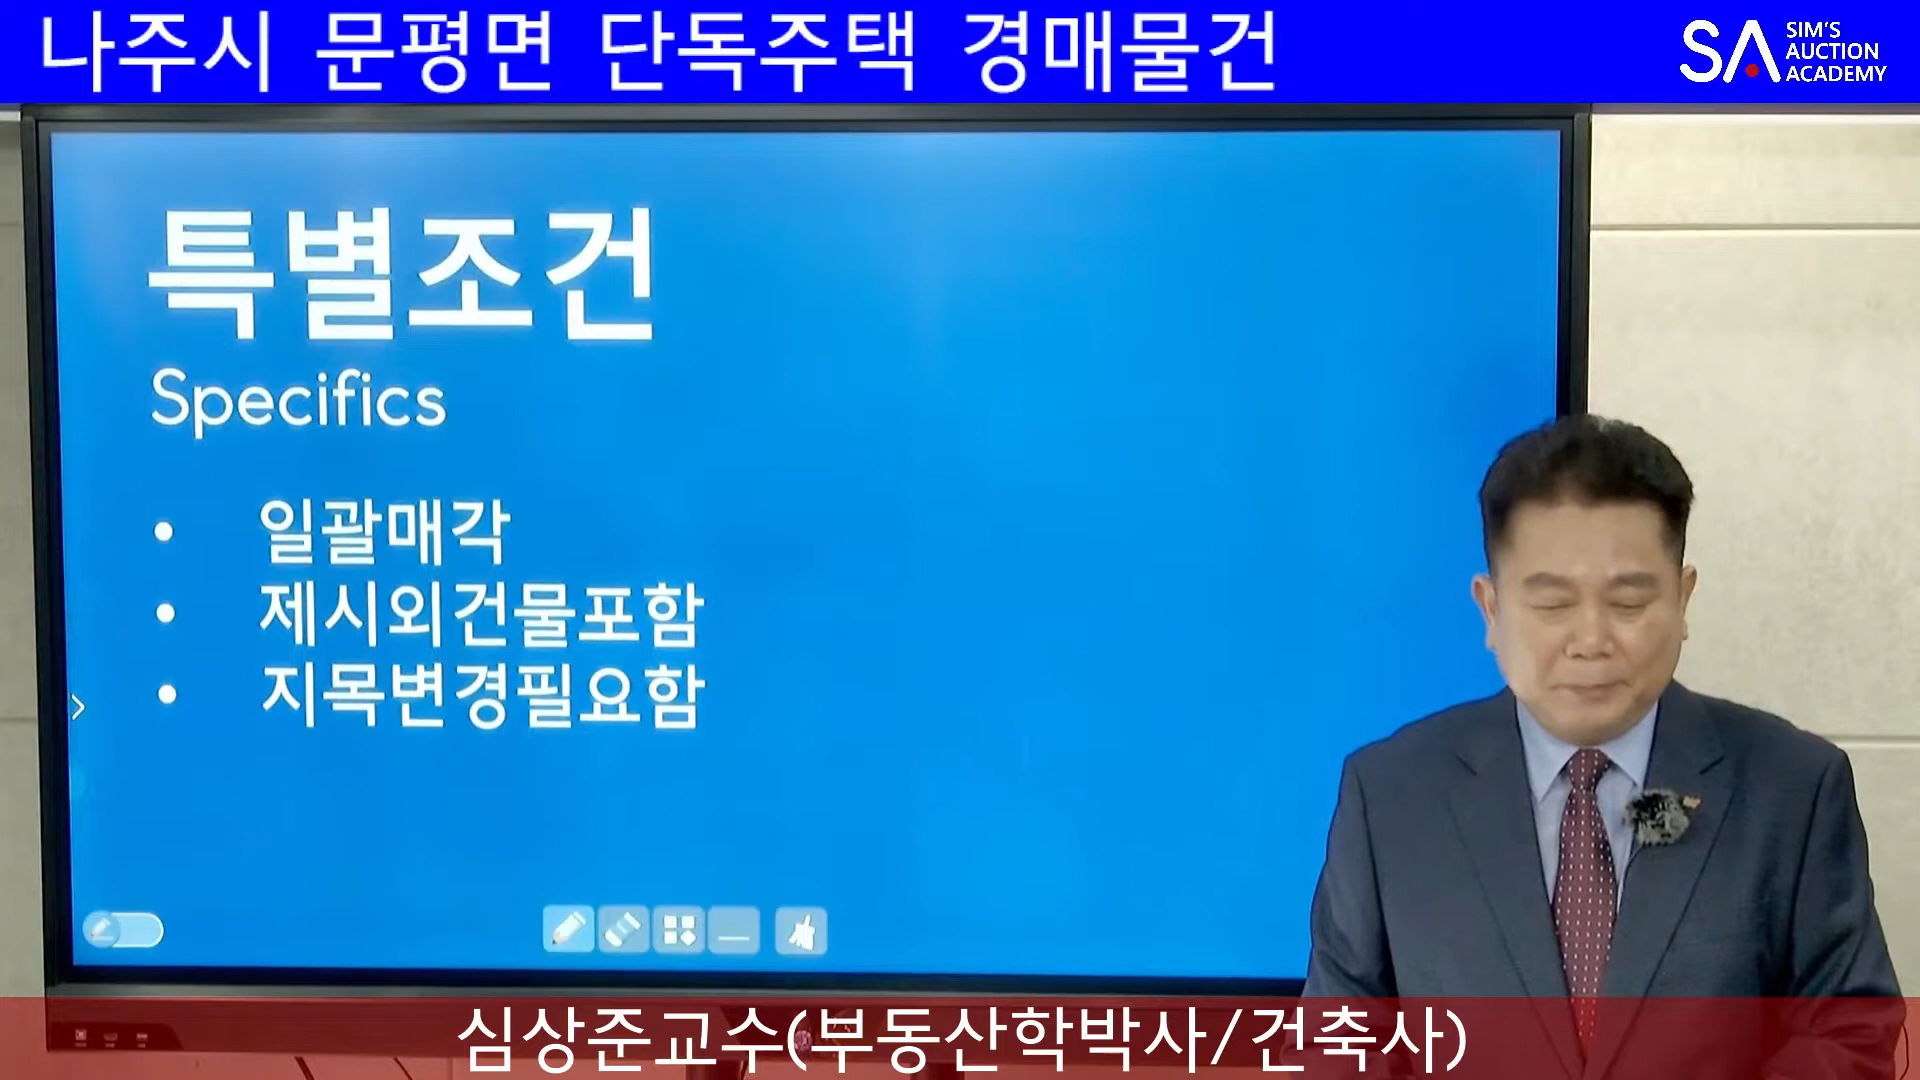 나주시 문평면 단독주택 경매물건
SIM'S
AUCTION
ACADEMY
SA
특별조건
Specifics
• 일괄매각
• 제시외건물포함
• 지목변경필요함
심상준교수(부동산학박사/건축사)